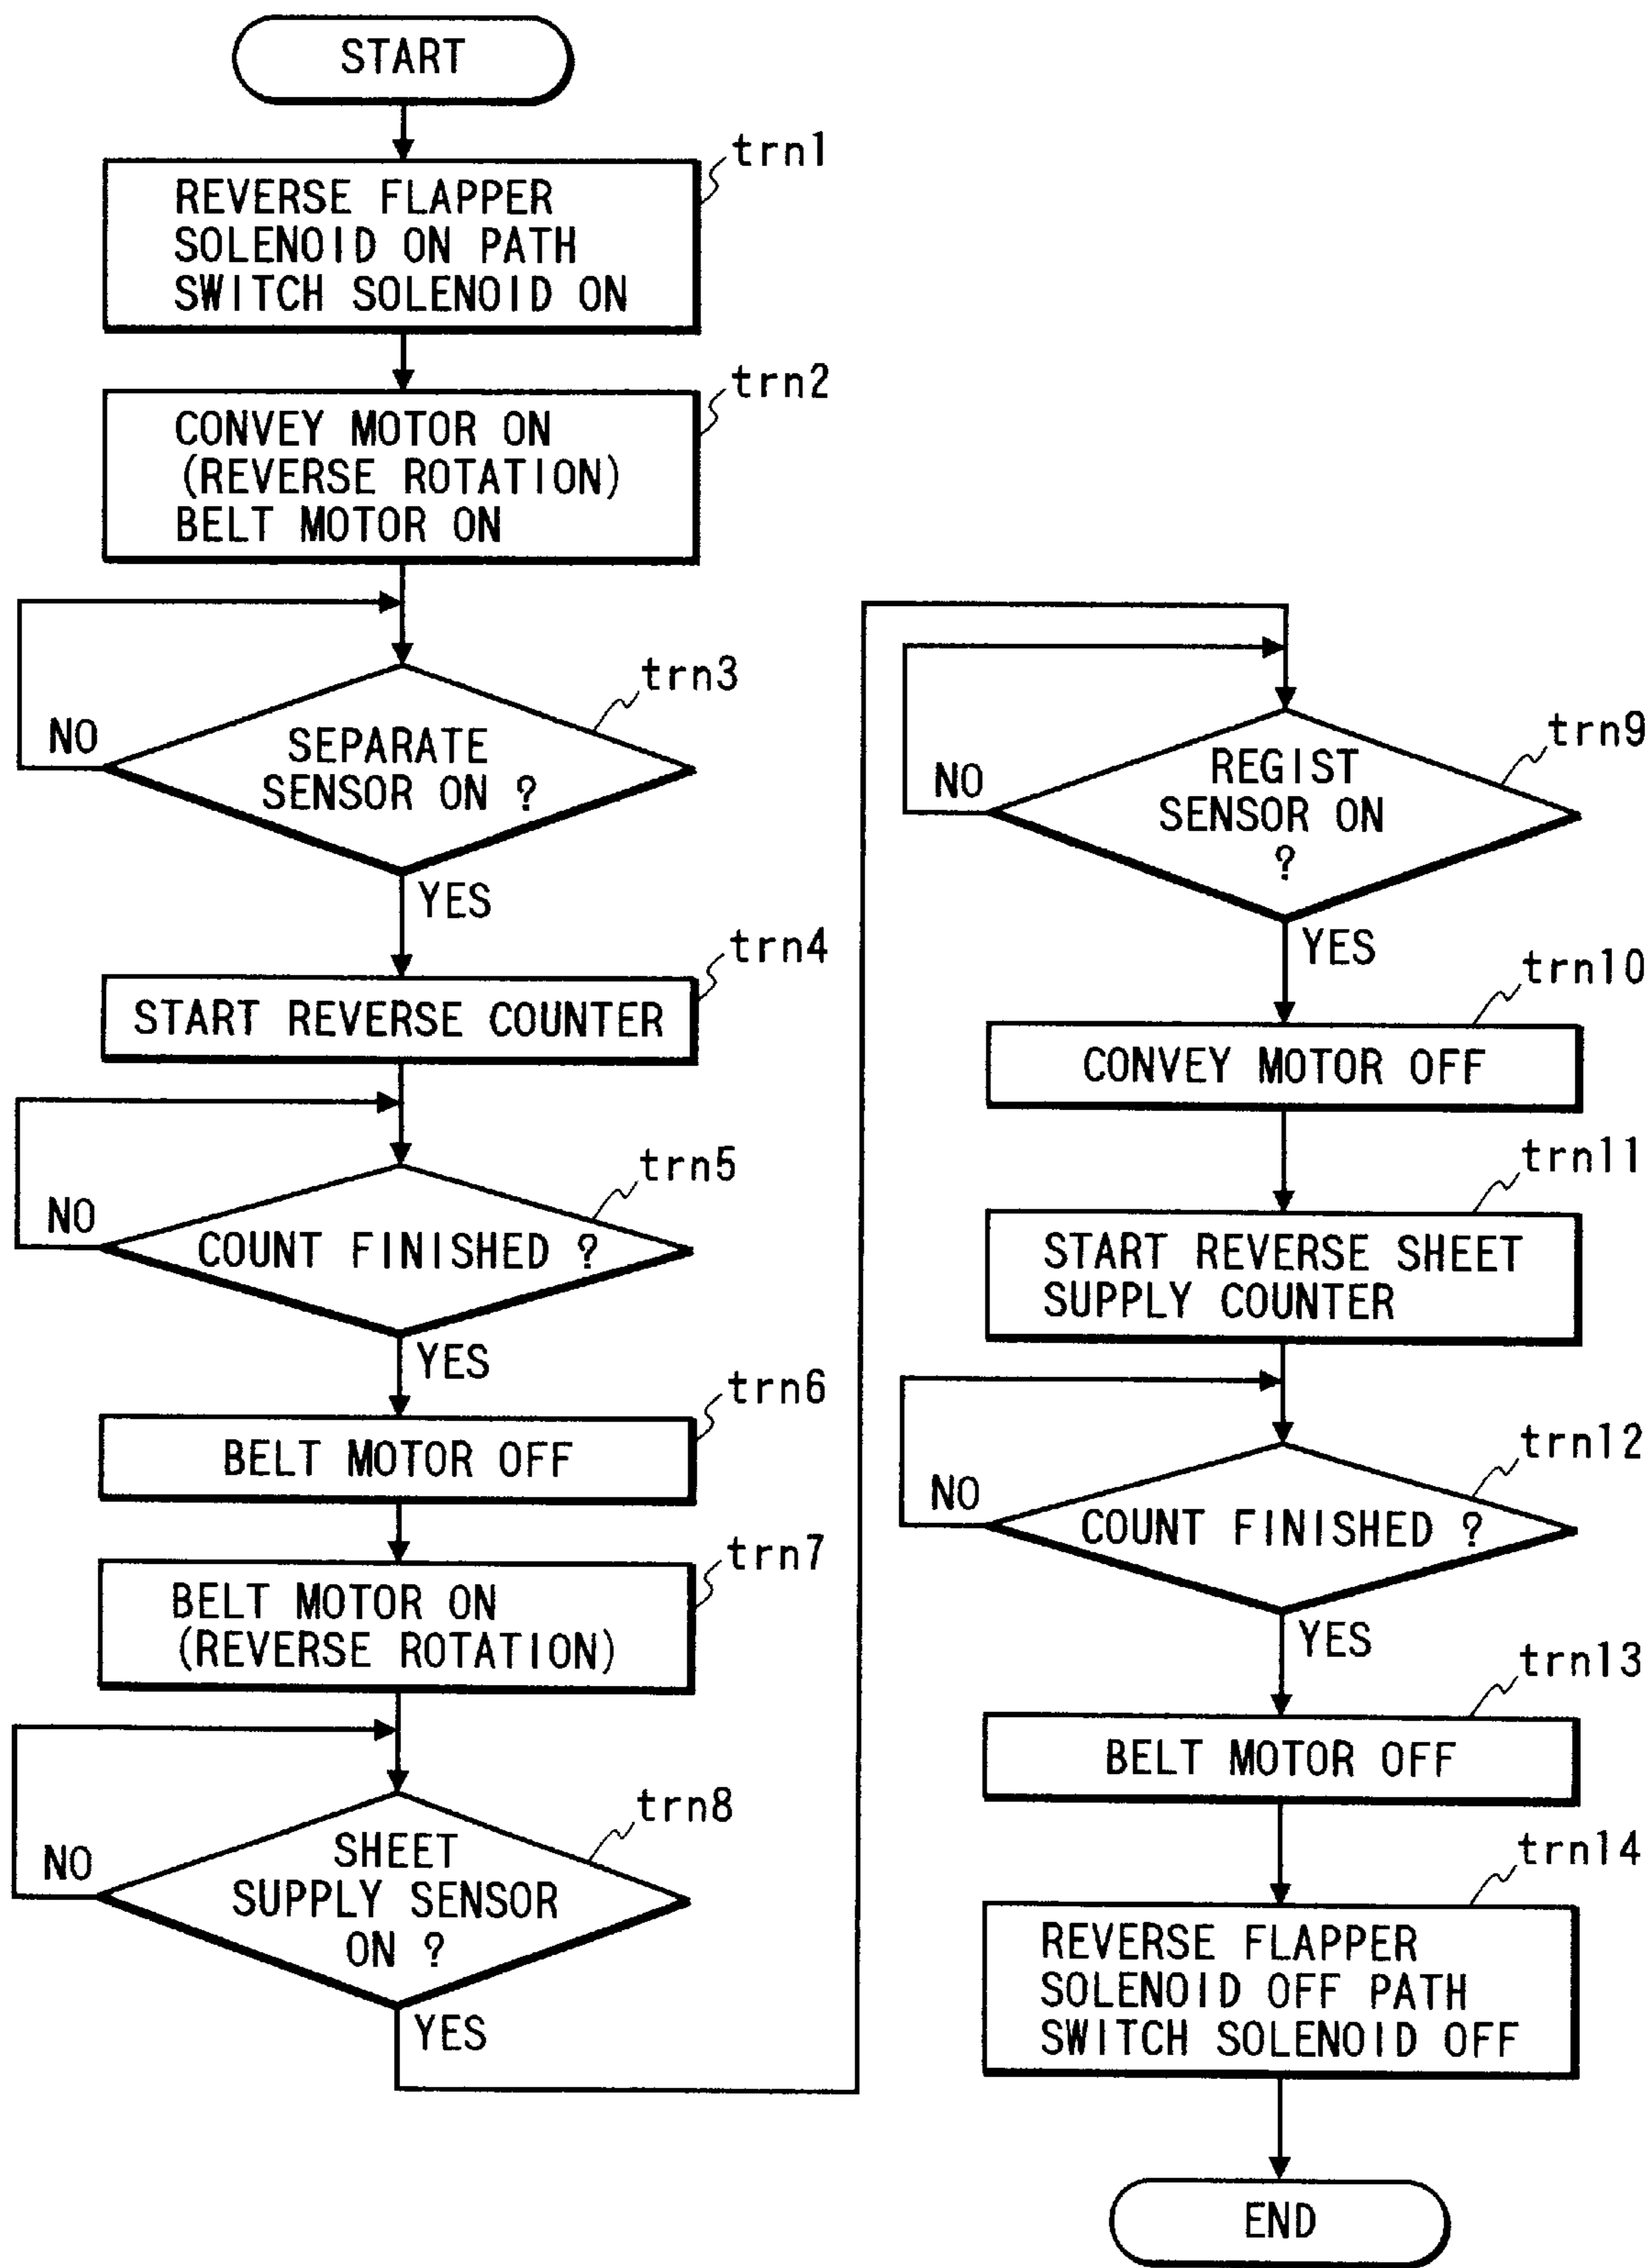 START
trn1
REVERSE FLAPPER
SOLENOID ON PATH
SWITCH SOLENOID ON
trn2
CONVEY MOTOR ON
(REVERSE ROTATION)
BELT MOTOR ON
trn3
NO
SEPARATE
SENSOR ON ?
YES
trn4
START REVERSE COUNTER
trn5
NO
COUNT FINISHED ?
YES
trn6
BELT MOTOR OFF
trn7
BELT MOTOR ON
(REVERSE ROTATION)
trn8
NO
SHEET
SUPPLY SENSOR
ON ?
YES
trn9
NO
REGIST
SENSOR ON
?
YES
trn10
CONVEY MOTOR OFF
trn11
START REVERSE SHEET
SUPPLY COUNTER
trn12
NO
COUNT FINISHED ?
YES
trn13
BELT MOTOR OFF
trn14
REVERSE FLAPPER
SOLENOID OFF PATH
SWITCH SOLENOID OFF
END